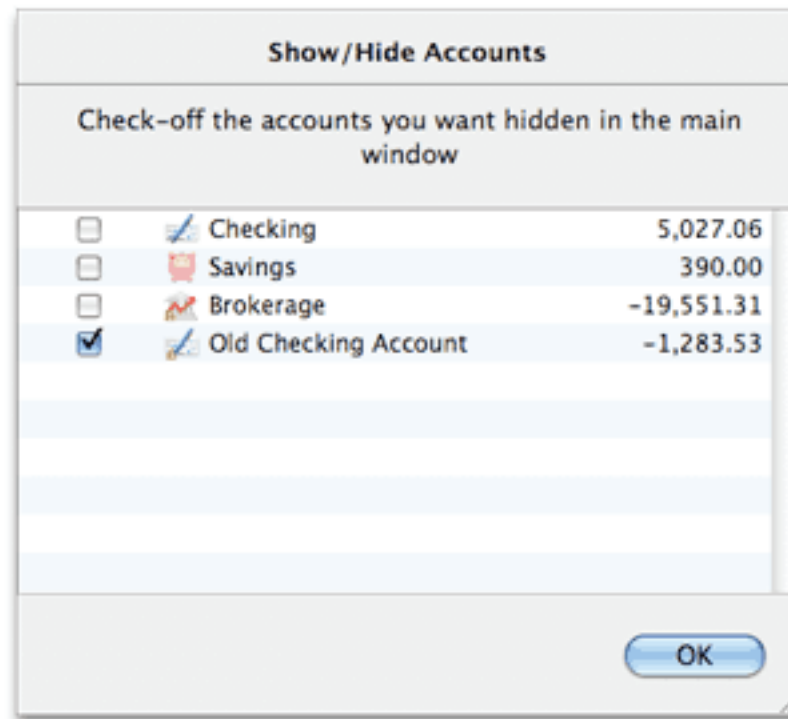 Show/Hide Accounts
Check-off the accounts you want hidden in the main
window
Checking 5,027.06
Savings 390.00
Brokerage -19,551.31
Old Checking Account -1,283.53
OK